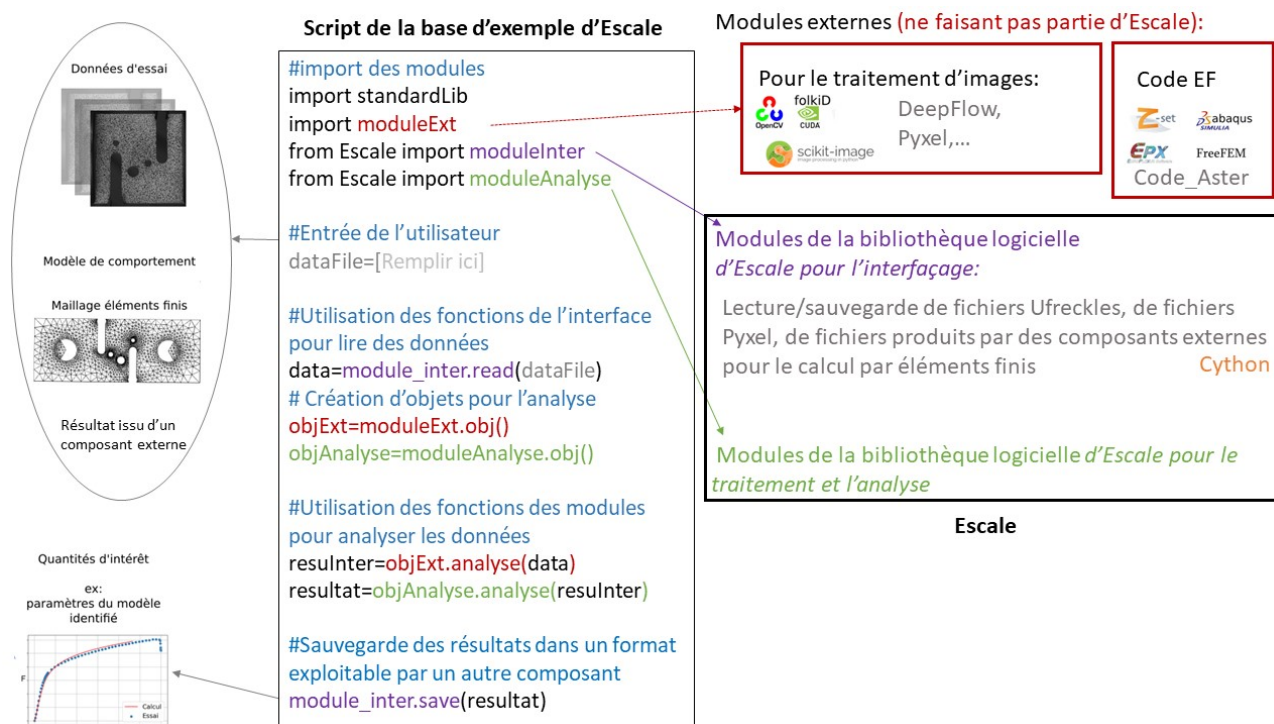 Données d'essai
Modèle de comportement
Maillage éléments finis
Résultat issu d'un
composant externe
Quantités d'intérêt
ex:
paramètres du modèle
identifié
F
Calcul
Essai
Script de la base d'exemple d'Escale
#import des modules
import standardLib
import moduleExt
from Escale import moduleInter
from Escale import moduleAnalyse
#Entrée de l'utilisateur
dataFile=[Remplir ici]
#Utilisation des fonctions de l'interface
pour lire des données
data=module_inter.read(dataFile)
# Création d'objets pour l'analyse
objExt=moduleExt.obj()
objAnalyse=moduleAnalyse.obj()
#Utilisation des fonctions des modules
pour analyser les données
resuInter=objExt.analyse(data)
resultat=objAnalyse.analyse(resuInter)
#Sauvegarde des résultats dans un format
exploitable par un autre composant
module_inter.save(resultat)
Modules externes (ne faisant pas partie d'Escale):
Pour le traitement d'images:
OpenCV
folkiD
CUDA
scikit-image
image processing in python
DeepFlow,
Pyxel,...
Code EF
Z-set
abaqus
SIMULIA
EPX
FreeFEM
Code_Aster
Modules de la bibliothèque logicielle
d'Escale pour l'interfaçage:
Lecture/sauvegarde de fichiers Ufreckles, de fichiers
Pyxel, de fichiers produits par des composants externes
pour le calcul par éléments finis
Cython
Modules de la bibliothèque logicielle d'Escale pour le
traitement et l'analyse
Escale